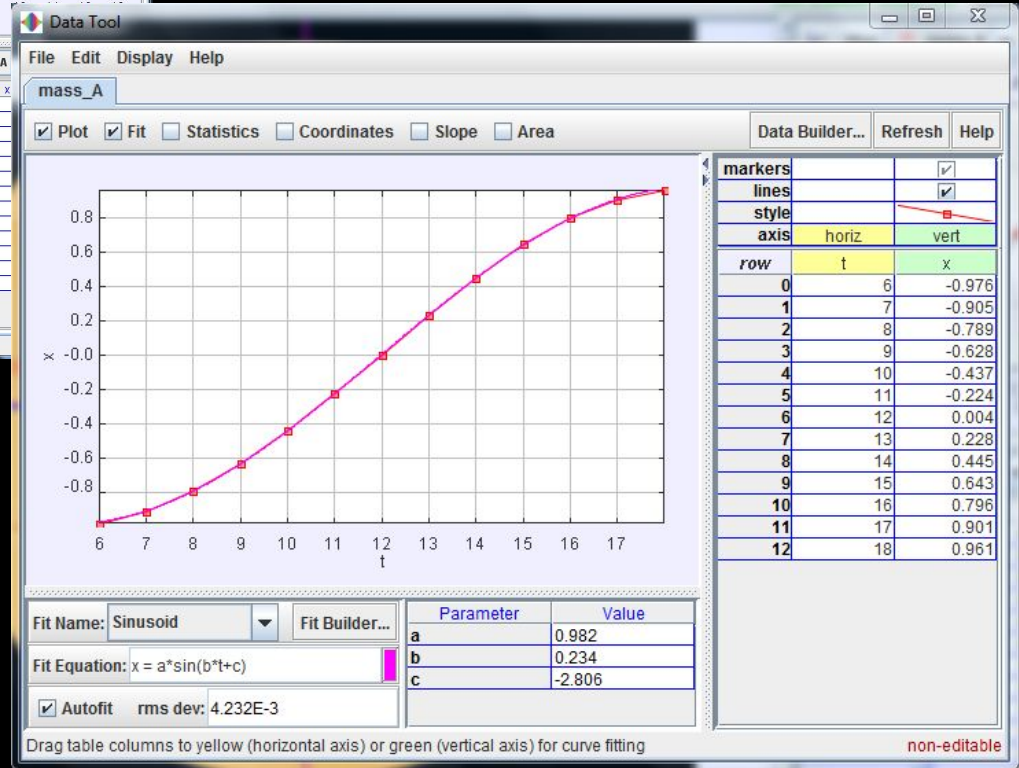 Data Tool
File Edit Display Help
mass_A
Plot Fit Statistics Coordinates Slope Area Data Builder... Refresh Help
0.8
0.6
0.4
0.2
-0.0
-0.2
-0.4
-0.6
-0.8
x
6 7 8 9 10 11 12 13 14 15 16 17
t
markers
lines
style
axis horiz vert
row t x
0 6 -0.976
1 7 -0.905
2 8 -0.789
3 9 -0.628
4 10 -0.437
5 11 -0.224
6 12 0.004
7 13 0.228
8 14 0.445
9 15 0.643
10 16 0.796
11 17 0.901
12 18 0.961
Fit Name: Sinusoid Fit Builder...
Fit Equation: x = a*sin(b*t+c)
Autofit rms dev: 4.232E-3
Parameter Value
a 0.982
b 0.234
c -2.806
Drag table columns to yellow (horizontal axis) or green (vertical axis) for curve fitting non-editable